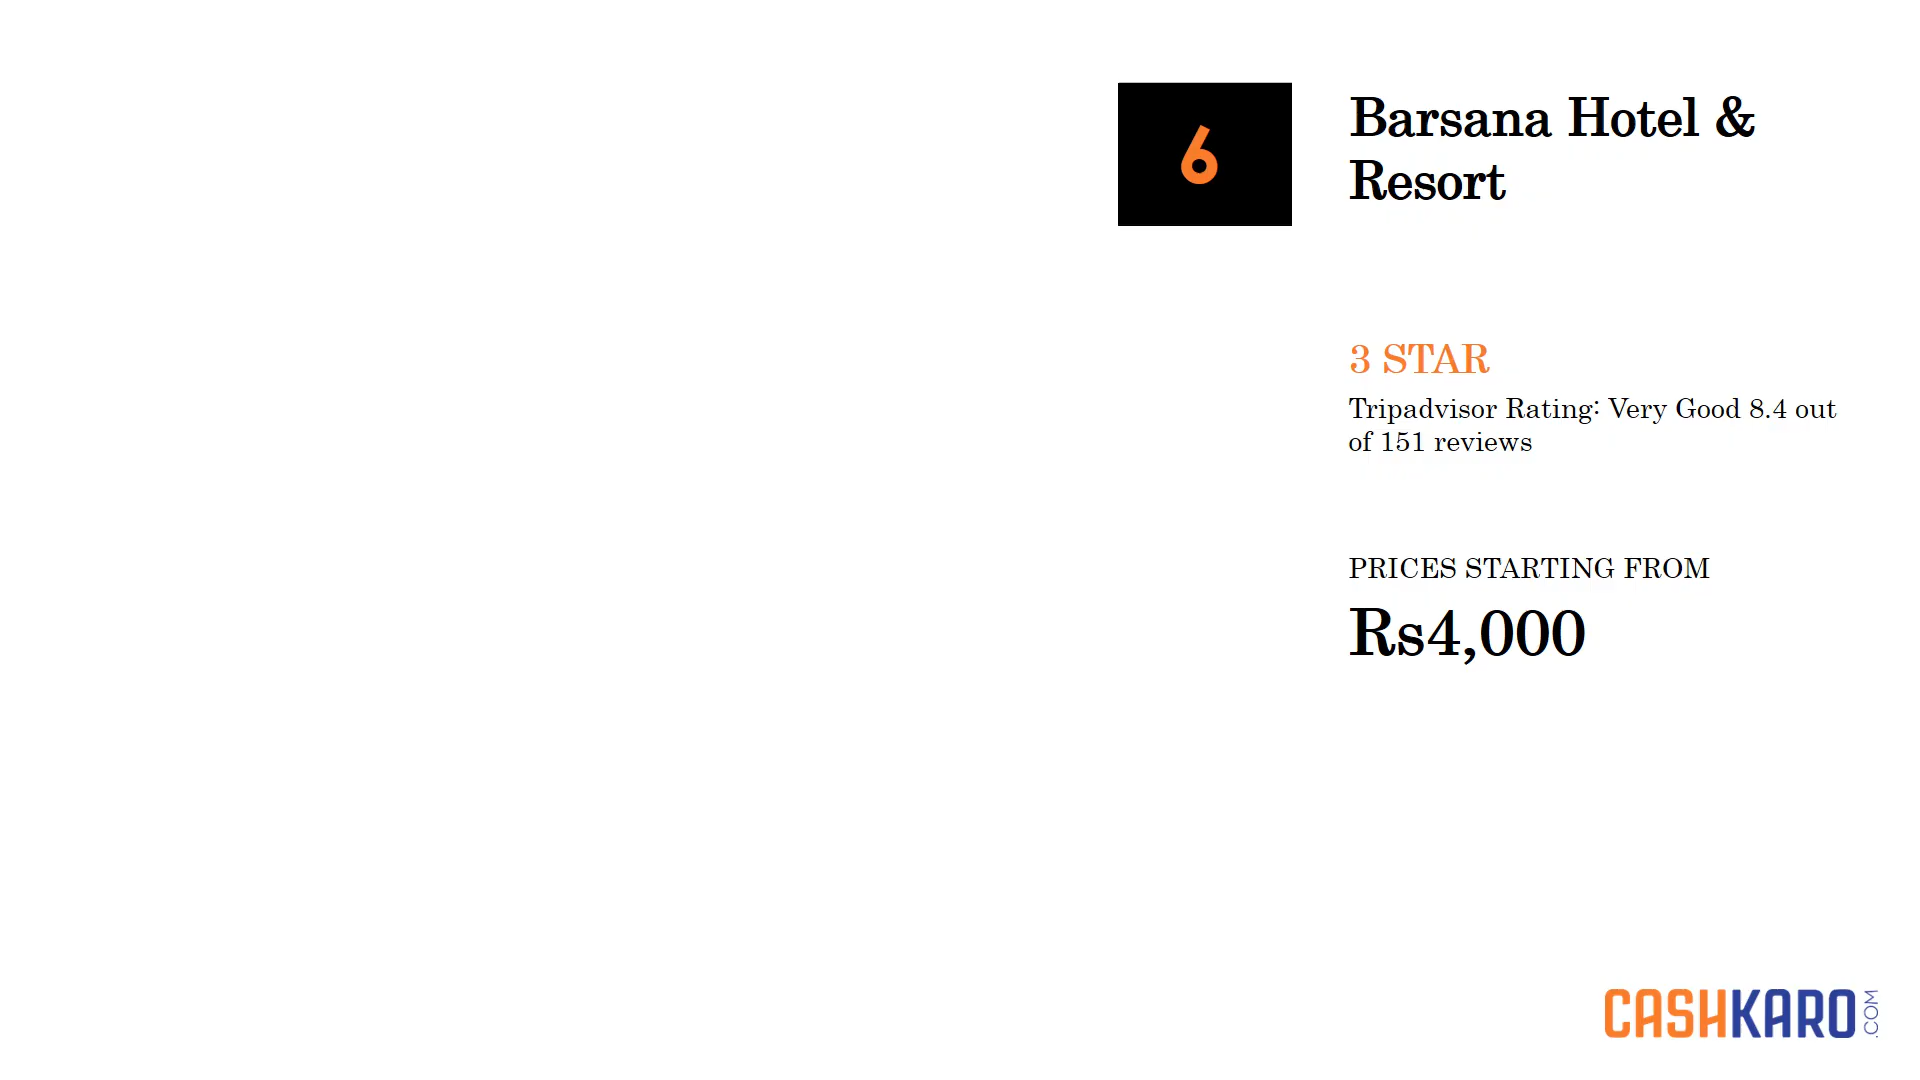 6
Barsana Hotel &
Resort
3 STAR
Tripadvisor Rating: Very Good 8.4 out
of 151 reviews
PRICES STARTING FROM
Rs4,000
CASHKARO.COM